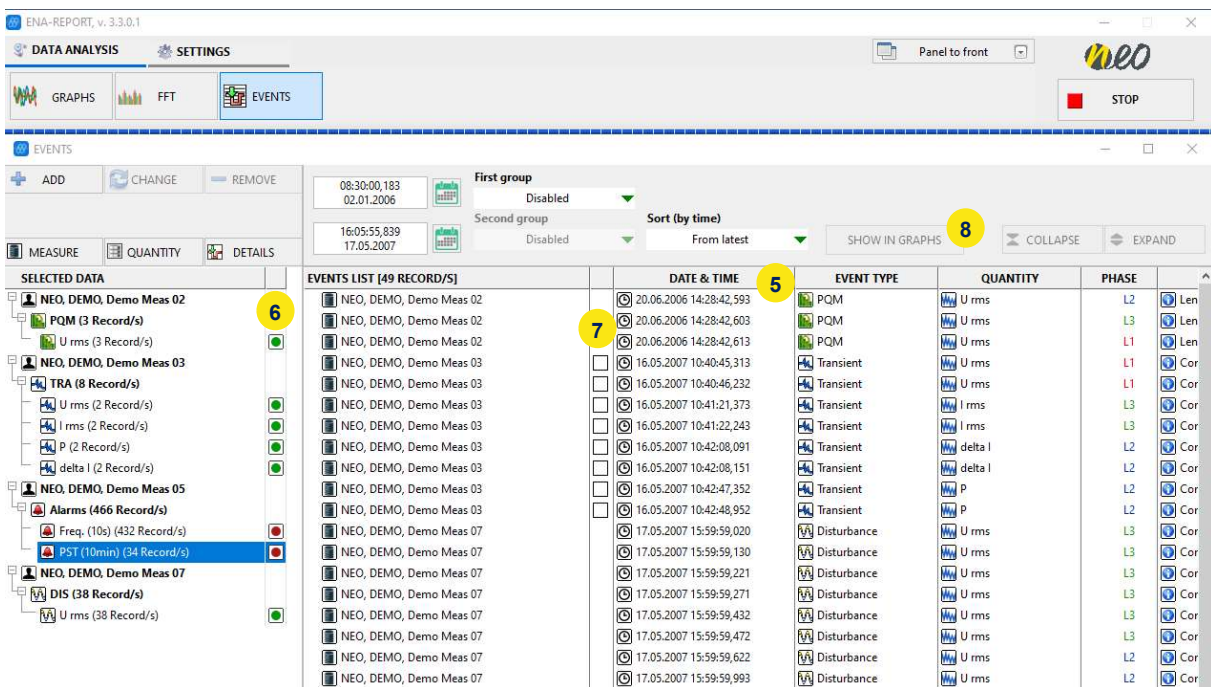 ENA-REPORT, v. 3.3.0.1
DATA ANALYSIS SETTINGS Panel to front neo
GRAPHS FFT EVENTS STOP
EVENTS
ADD CHANGE REMOVE 08:30:00,183 First group
02.01.2006 Disabled
Second group Sort (by time)
16:05:55,839 Disabled From latest SHOW IN GRAPHS 8 COLLAPSE EXPAND
17.05.2007
MEASURE QUANTITY DETAILS
SELECTED DATA EVENTS LIST [49 RECORD/S] DATE & TIME 5 EVENT TYPE QUANTITY PHASE
NEO, DEMO, Demo Meas 02 6 NEO, DEMO, Demo Meas 02 20.06.2006 14:28:42,593 PQM U rms L2 Len
PQM (3 Record/s) NEO, DEMO, Demo Meas 02 7 20.06.2006 14:28:42,603 PQM U rms L3 Len
U rms (3 Record/s) NEO, DEMO, Demo Meas 02 20.06.2006 14:28:42,613 PQM U rms L1 Len
NEO, DEMO, Demo Meas 03 NEO, DEMO, Demo Meas 03 16.05.2007 10:40:45,313 Transient U rms L1 Cor
TRA (8 Record/s) NEO, DEMO, Demo Meas 03 16.05.2007 10:40:46,232 Transient U rms L1 Cor
U rms (2 Record/s) NEO, DEMO, Demo Meas 03 16.05.2007 10:41:21,373 Transient I rms L3 Cor
I rms (2 Record/s) NEO, DEMO, Demo Meas 03 16.05.2007 10:41:22,243 Transient I rms L3 Cor
P (2 Record/s) NEO, DEMO, Demo Meas 03 16.05.2007 10:42:08,091 Transient delta I L2 Cor
delta I (2 Record/s) NEO, DEMO, Demo Meas 03 16.05.2007 10:42:08,151 Transient delta I L2 Cor
NEO, DEMO, Demo Meas 05 NEO, DEMO, Demo Meas 03 16.05.2007 10:42:47,352 Transient P L2 Cor
Alarms (466 Record/s) NEO, DEMO, Demo Meas 03 16.05.2007 10:42:48,952 Transient P L2 Cor
Freq. (10s) (432 Record/s) NEO, DEMO, Demo Meas 07 17.05.2007 15:59:59,020 Disturbance U rms L3 Cor
PST (10min) (34 Record/s) NEO, DEMO, Demo Meas 07 17.05.2007 15:59:59,130 Disturbance U rms L3 Cor
NEO, DEMO, Demo Meas 07 NEO, DEMO, Demo Meas 07 17.05.2007 15:59:59,221 Disturbance U rms L3 Cor
DIS (38 Record/s) NEO, DEMO, Demo Meas 07 17.05.2007 15:59:59,271 Disturbance U rms L3 Cor
U rms (38 Record/s) NEO, DEMO, Demo Meas 07 17.05.2007 15:59:59,432 Disturbance U rms L3 Cor
NEO, DEMO, Demo Meas 07 17.05.2007 15:59:59,472 Disturbance U rms L3 Cor
NEO, DEMO, Demo Meas 07 17.05.2007 15:59:59,622 Disturbance U rms L2 Cor
NEO, DEMO, Demo Meas 07 17.05.2007 15:59:59,993 Disturbance U rms L2 Cor